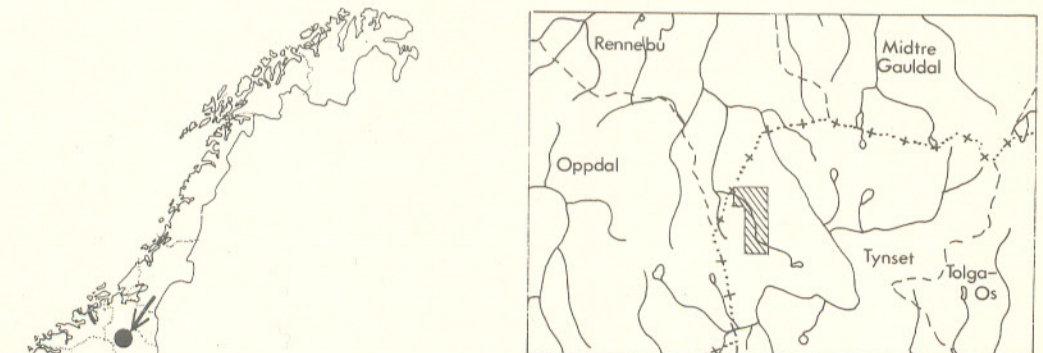 Rennebu
Midtre
Gauldal
Oppdal
Tynset
Tolga-
Os